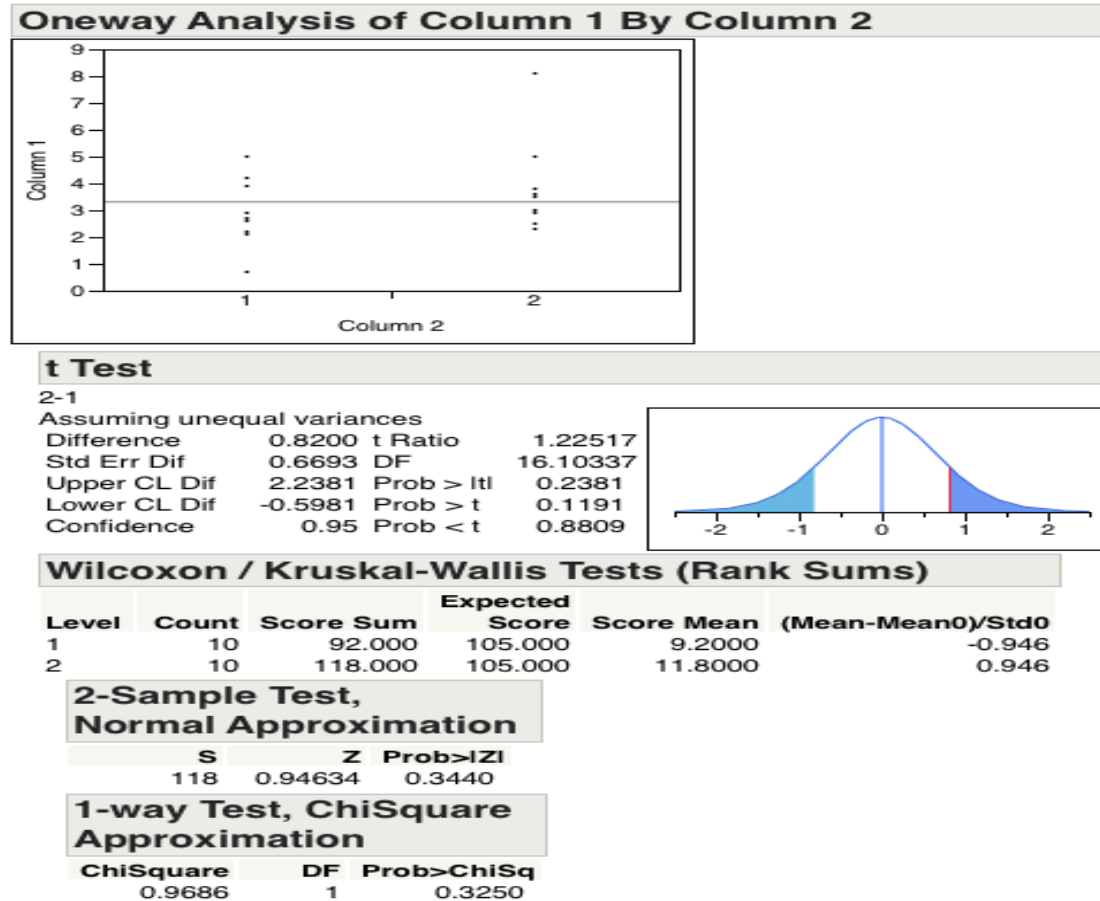 Oneway Analysis of Column 1 By Column 2
9
8
7
6
5
4
3
2
1
0
Column 1
1 2
Column 2
t Test
2-1
Assuming unequal variances
Difference 0.8200 t Ratio 1.22517
Std Err Dif 0.6693 DF 16.10337
Upper CL Dif 2.2381 Prob > |t| 0.2381
Lower CL Dif -0.5981 Prob > t 0.1191
Confidence 0.95 Prob < t 0.8809
-2 -1 0 1 2
Wilcoxon / Kruskal-Wallis Tests (Rank Sums)
Level Count Score Sum Expected Score Score Mean (Mean-Mean0)/Std0
1 10 92.000 105.000 9.2000 -0.946
2 10 118.000 105.000 11.8000 0.946
2-Sample Test,
Normal Approximation
S Z Prob>|Z|
118 0.94634 0.3440
1-way Test, ChiSquare
Approximation
ChiSquare DF Prob>ChiSq
0.9686 1 0.3250